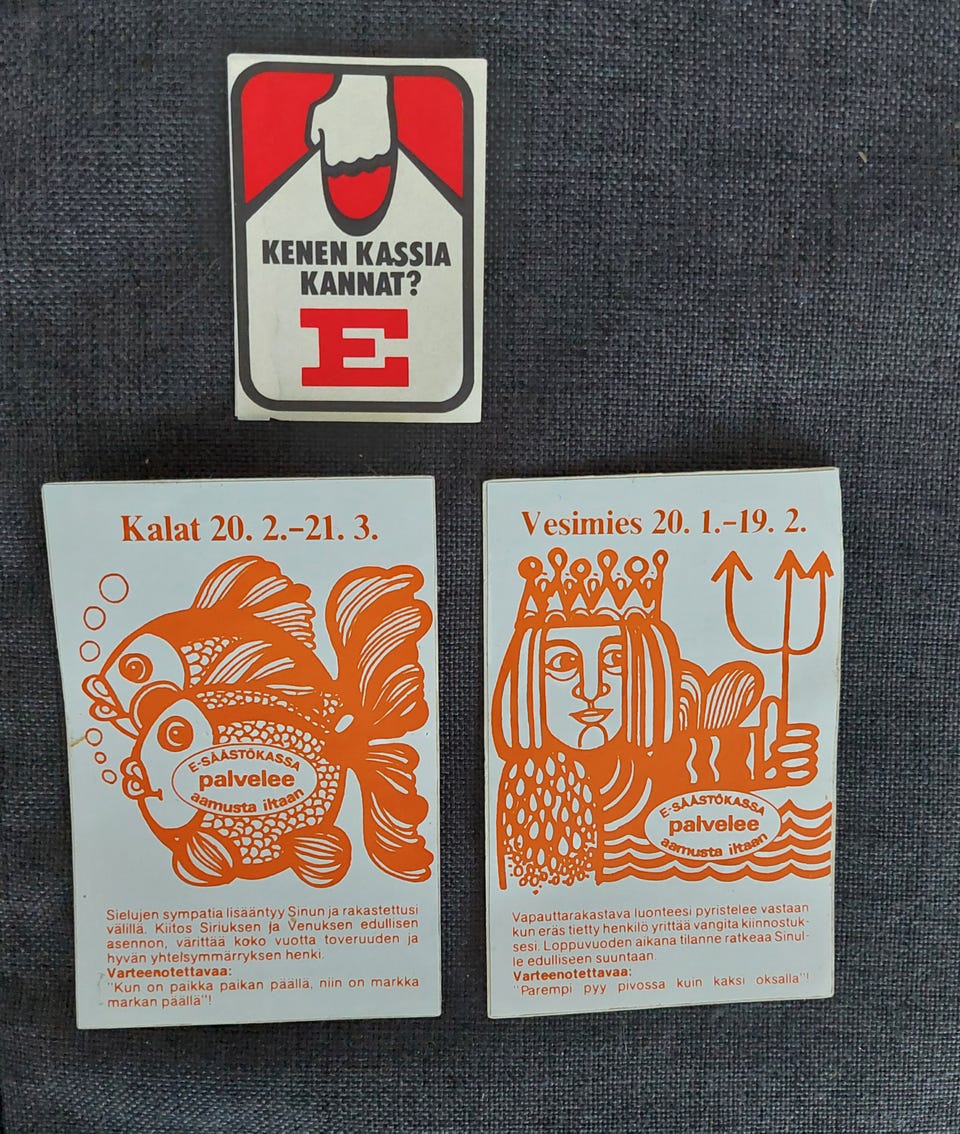 KENEN KASSIA
KANNAT?
E
Kalat 20. 2.–21. 3.
E-SÄÄSTÖKASSA
palvelee
aamusta iltaan
Sielujen sympatia lisääntyy Sinun ja rakastettusi
välillä. Kiitos Siriuksen ja Venuksen edullisen
asennon, värittää koko vuotta toveruuden ja
hyvän yhtelsymmärryksen henki.
Varteenotettavaa:
"Kun on paikka paikan päällä, niin on markka
markan päällä"!
Vesimies 20. 1.–19. 2.
E-SÄÄSTÖKASSA
palvelee
aamusta iltaan
Vapauttarakastava luonteesi pyristelee vastaan
kun eräs tietty henkilö yrittää vangita kiinnostuk-
sesi. Loppuvuoden aikana tilanne ratkeaa Sinul-
le edulliseen suuntaan.
Varteenotettavaa:
"Parempi pyy pivossa kuin kaksi oksalla"!